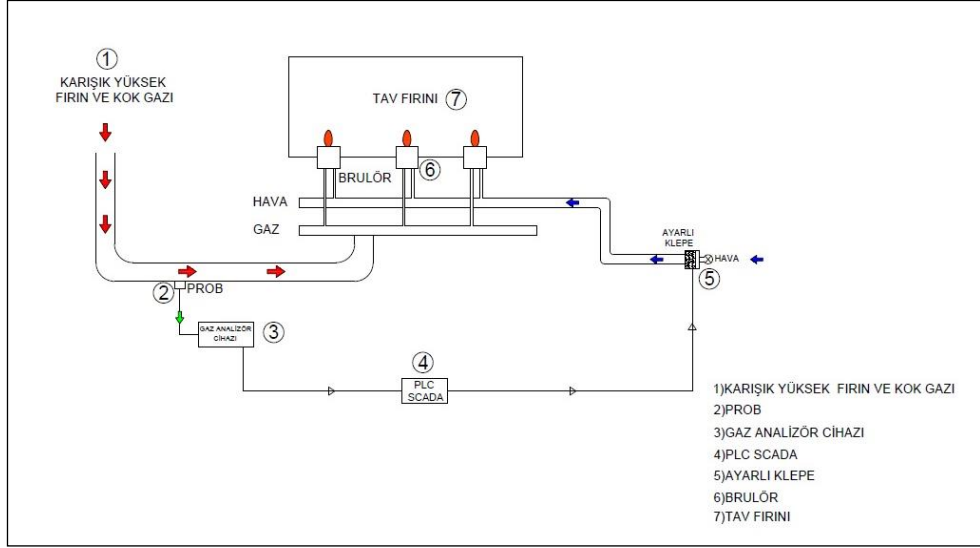 1
KARIŞIK YÜKSEK
FIRIN VE KOK GAZI
TAV FIRINI 7
BRULÖR
6
HAVA
GAZ
AYARLI
KLEPE
HAVA
5
2 PROB
GAZ ANALİZÖR
CİHAZI
3
4
PLC
SCADA
1)KARIŞIK YÜKSEK FIRIN VE KOK GAZI
2)PROB
3)GAZ ANALİZÖR CİHAZI
4)PLC SCADA
5)AYARLI KLEPE
6)BRULÖR
7)TAV FIRINI